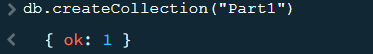 > db.createCollection("Part1")
< { ok: 1 }